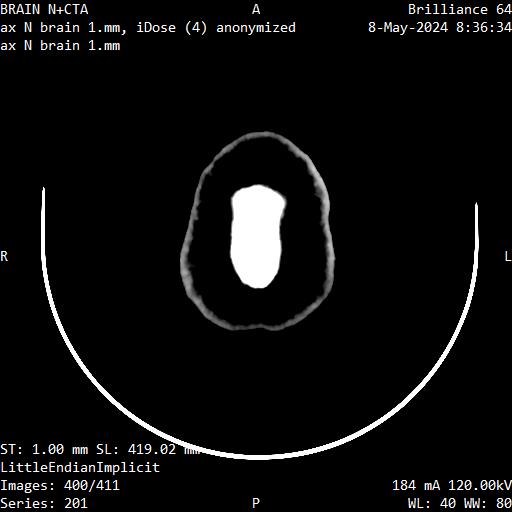 BRAIN N+CTA
A
Brilliance 64
ax N brain 1.mm, iDose (4) anonymized
8-May-2024 8:36:34
ax N brain 1.mm
R
L
ST: 1.00 mm SL: 419.02 mm
LittleEndianImplicit
Images: 400/411
184 mA 120.00kV
Series: 201
P
WL: 40 WW: 80